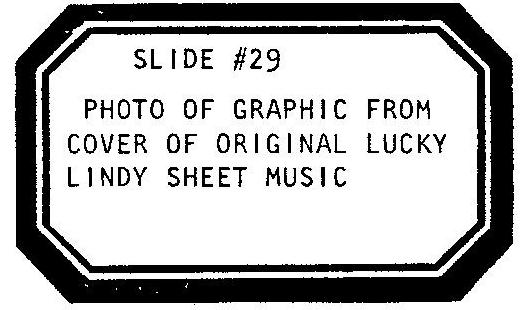 SLIDE #29
PHOTO OF GRAPHIC FROM
COVER OF ORIGINAL LUCKY
LINDY SHEET MUSIC